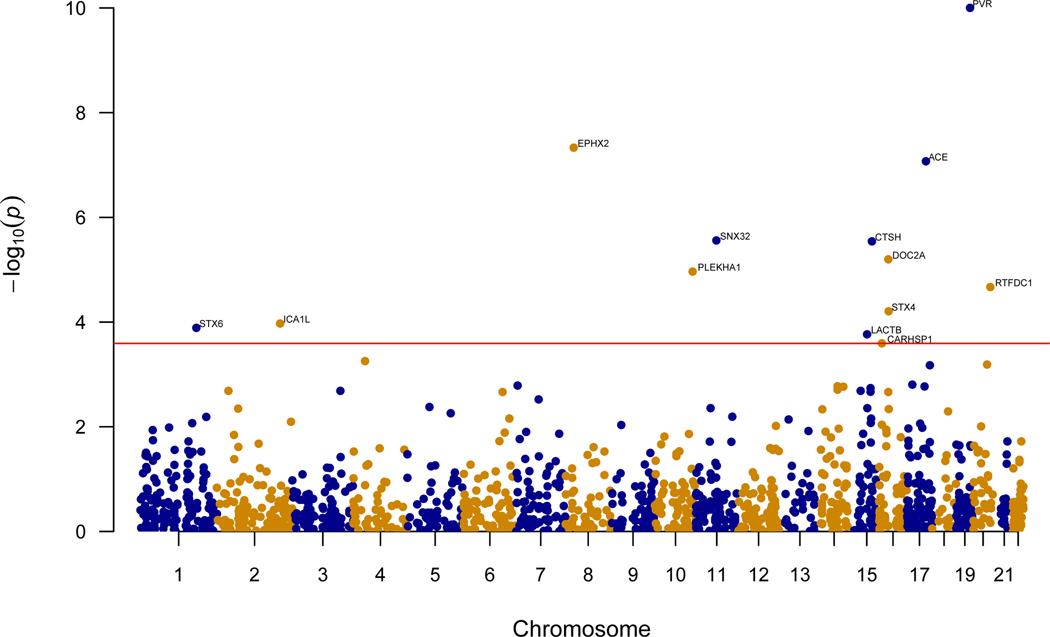 10
8
6
4
2
0
−log10(p)
PVR
EPHX2
ACE
SNX32
CTSH
DOC2A
PLEKHA1
RTFDC1
STX4
STX6
ICA1L
LACTB
CARHSP1
1 2 3 4 5 6 7 8 9 10 11 12 13 15 17 19 21
Chromosome